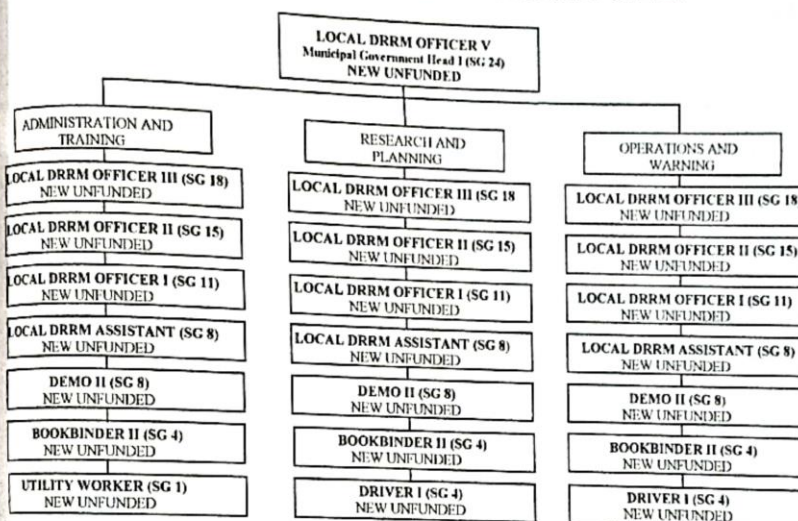 LOCAL DRRM OFFICER V
Municipal Government Head I (SG 24)
NEW UNFUNDED
ADMINISTRATION AND
TRAINING
LOCAL DRRM OFFICER III (SG 18)
NEW UNFUNDED
LOCAL DRRM OFFICER II (SG 15)
NEW UNFUNDED
LOCAL DRRM OFFICER I (SG 11)
NEW UNFUNDED
LOCAL DRRM ASSISTANT (SG 8)
NEW UNFUNDED
DEMO II (SG 8)
NEW UNFUNDED
BOOKBINDER II (SG 4)
NEW UNFUNDED
UTILITY WORKER (SG 1)
NEW UNFUNDED
RESEARCH AND
PLANNING
LOCAL DRRM OFFICER III (SG 18
NEW UNFUNDED
LOCAL DRRM OFFICER II (SG 15)
NEW UNFUNDED
LOCAL DRRM OFFICER I (SG 11)
NEW UNFUNDED
LOCAL DRRM ASSISTANT (SG 8)
NEW UNFUNDED
DEMO II (SG 8)
NEW UNFUNDED
BOOKBINDER II (SG 4)
NEW UNFUNDED
DRIVER I (SG 4)
NEW UNFUNDED
OPERATIONS AND
WARNING
LOCAL DRRM OFFICER III (SG 18
NEW UNFUNDED
LOCAL DRRM OFFICER II (SG 15)
NEW UNFUNDED
LOCAL DRRM OFFICER I (SG 11)
NEW UNFUNDED
LOCAL DRRM ASSISTANT (SG 8)
NEW UNFUNDED
DEMO II (SG 8)
NEW UNFUNDED
BOOKBINDER II (SG 4)
NEW UNFUNDED
DRIVER I (SG 4)
NEW UNFUNDED